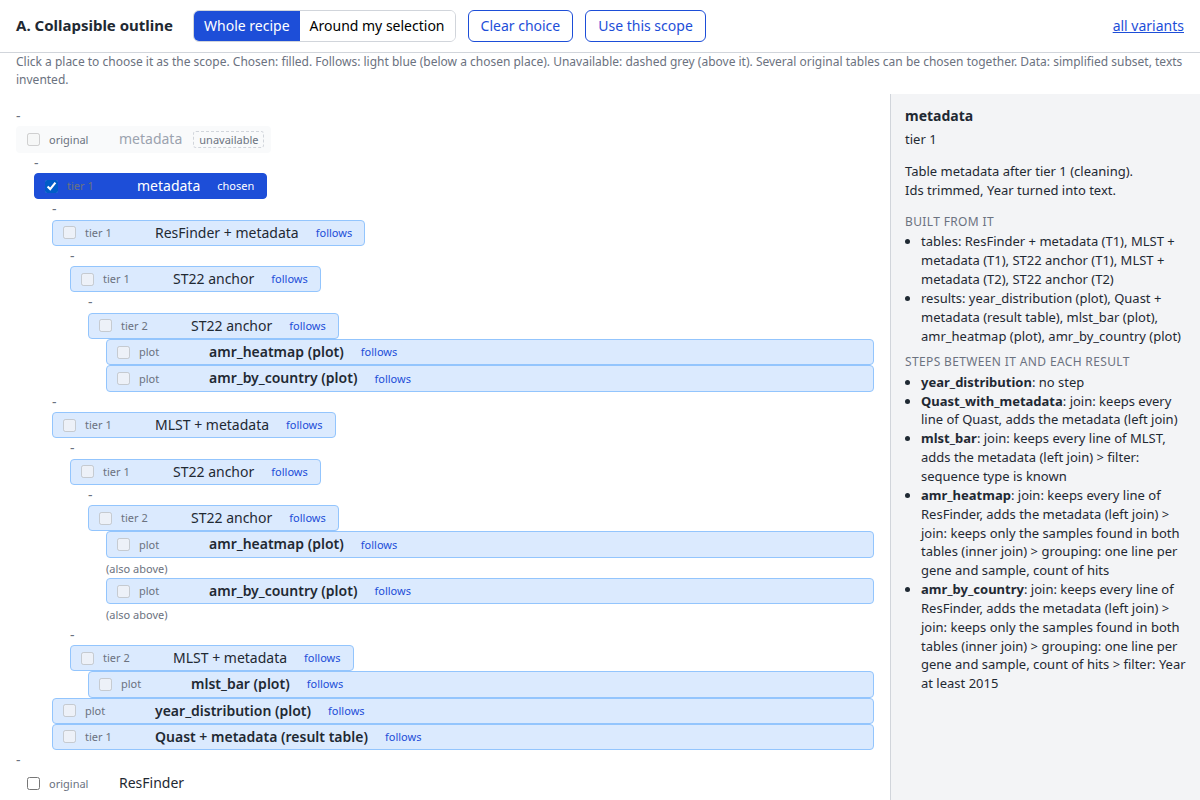 A. Collapsible outline
Whole recipe
Around my selection
Clear choice
Use this scope
all variants
Click a place to choose it as the scope. Chosen: filled. Follows: light blue (below a chosen place). Unavailable: dashed grey (above it). Several original tables can be chosen together. Data: simplified subset, texts
invented.
-
original metadata unavailable
-
tier 1 metadata chosen
-
tier 1 ResFinder + metadata follows
-
tier 1 ST22 anchor follows
-
tier 2 ST22 anchor follows
plot amr_heatmap (plot) follows
plot amr_by_country (plot) follows
-
tier 1 MLST + metadata follows
-
tier 1 ST22 anchor follows
-
tier 2 ST22 anchor follows
plot amr_heatmap (plot) follows
(also above)
plot amr_by_country (plot) follows
(also above)
-
tier 2 MLST + metadata follows
plot mlst_bar (plot) follows
plot year_distribution (plot) follows
tier 1 Quast + metadata (result table) follows
-
original ResFinder
metadata
tier 1
Table metadata after tier 1 (cleaning).
Ids trimmed, Year turned into text.
BUILT FROM IT
• tables: ResFinder + metadata (T1), MLST +
metadata (T1), ST22 anchor (T1), MLST +
metadata (T2), ST22 anchor (T2)
• results: year_distribution (plot), Quast +
metadata (result table), mlst_bar (plot),
amr_heatmap (plot), amr_by_country (plot)
STEPS BETWEEN IT AND EACH RESULT
• year_distribution: no step
• Quast_with_metadata: join: keeps every
line of Quast, adds the metadata (left join)
• mlst_bar: join: keeps every line of MLST,
adds the metadata (left join) > filter:
sequence type is known
• amr_heatmap: join: keeps every line of
ResFinder, adds the metadata (left join) >
join: keeps only the samples found in both
tables (inner join) > grouping: one line per
gene and sample, count of hits
• amr_by_country: join: keeps every line of
ResFinder, adds the metadata (left join) >
join: keeps only the samples found in both
tables (inner join) > grouping: one line per
gene and sample, count of hits > filter: Year
at least 2015